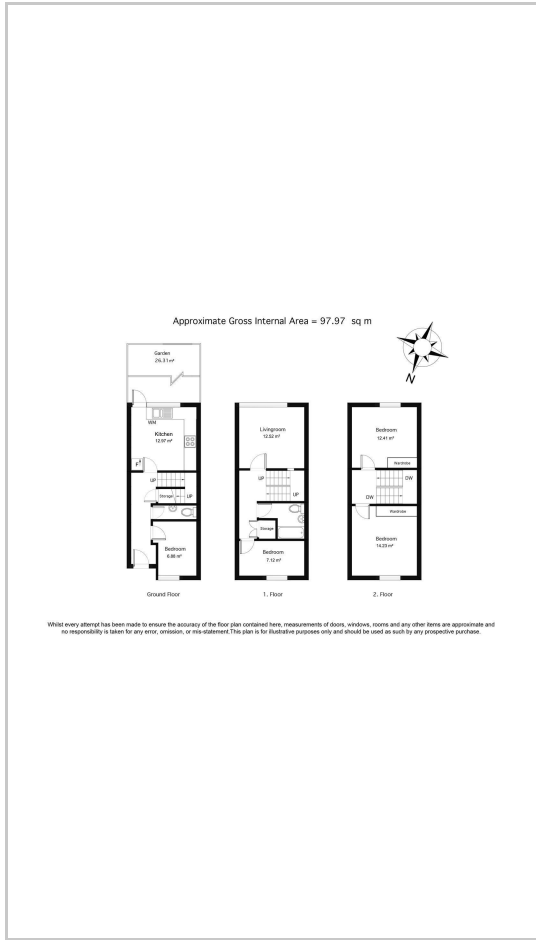 Approximate Gross Internal Area = 97.97 sq m
N
Garden
26.31 m²
WM
Kitchen
12.97 m²
F
UP
Storage
UP
Bedroom
6.98 m²
Ground Floor
Livingroom
12.52 m²
UP
UP
Storage
Bedroom
7.12 m²
1. Floor
Bedroom
12.41 m²
Wardrobe
DW
DW
Wardrobe
Bedroom
14.23 m²
2. Floor
Whilst every attempt has been made to ensure the accuracy of the floor plan contained here, measurements of doors, windows, rooms and any other items are approximate and
no responsibility is taken for any error, omission, or mis-statement.This plan is for illustrative purposes only and should be used as such by any prospective purchase.